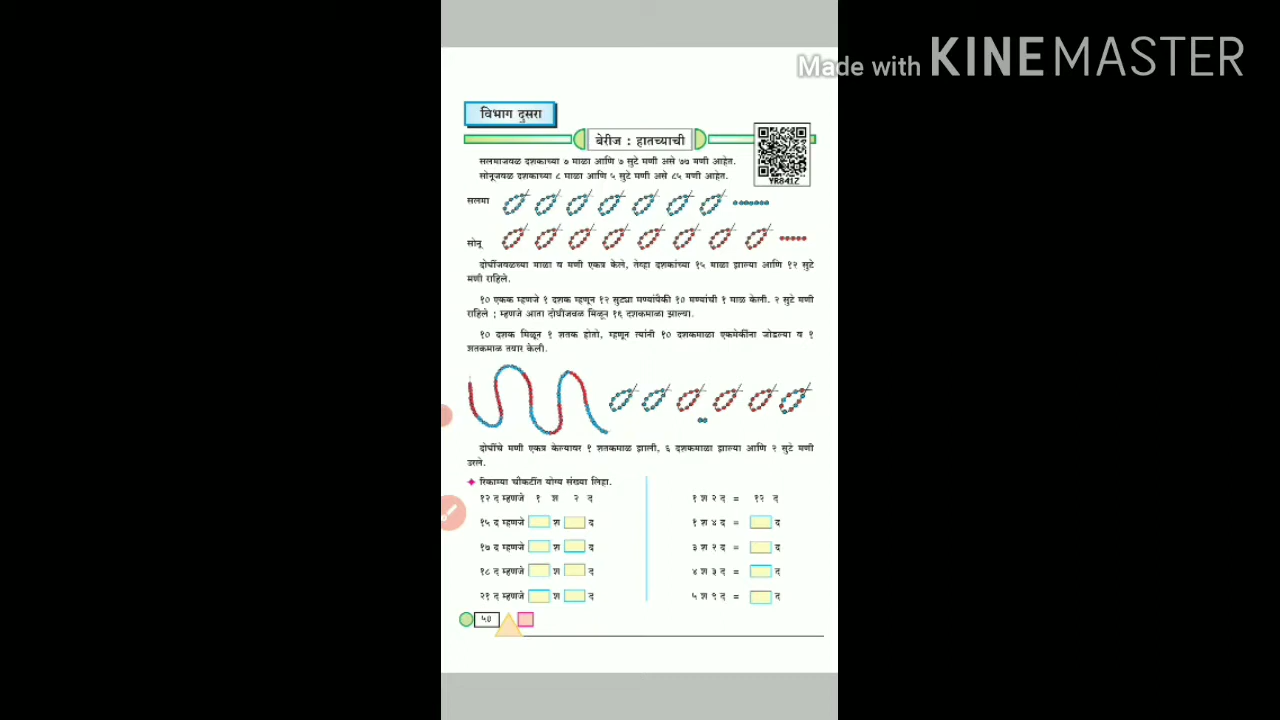 Made with KINEMASTER
विभाग दुसरा
बेरीज : हातच्याची
YR841Z
सलमाजवळ दशकाच्या ७ माळा आणि ७ सुटे मणी असे ७७ मणी आहेत.
सोनूजवळ दशकाच्या ८ माळा आणि ५ सुटे मणी असे ८५ मणी आहेत.
सलमा
सोनू
दोघींजवळच्या माळा व मणी एकत्र केले, तेव्हा दशकांच्या १५ माळा झाल्या आणि १२ सुटे
मणी राहिले.
१० एकक म्हणजे १ दशक म्हणून १२ सुट्या मण्यांपैकी १० मण्यांची १ माळ केली. २ सुटे मणी
राहिले ; म्हणजे आता दोघींजवळ मिळून १६ दशकमाळा झाल्या.
१० दशक मिळून १ शतक होतो, म्हणून त्यांनी १० दशकमाळा एकमेकींना जोडल्या व १
शतकमाळ तयार केली.
दोघींचे मणी एकत्र केल्यावर १ शतकमाळ झाली, ६ दशकमाळा झाल्या आणि २ सुटे मणी
उरले.
रिकाम्या चौकटींत योग्य संख्या लिहा.
१२ द म्हणजे १ श २ द
१५ द म्हणजे श द
१७ द म्हणजे श द
१८ द म्हणजे श द
२१ द म्हणजे श द
१ श २ द = १२ द
१ श ४ द = द
३ श २ द = द
४ श ३ द = द
५ श ९ द = द